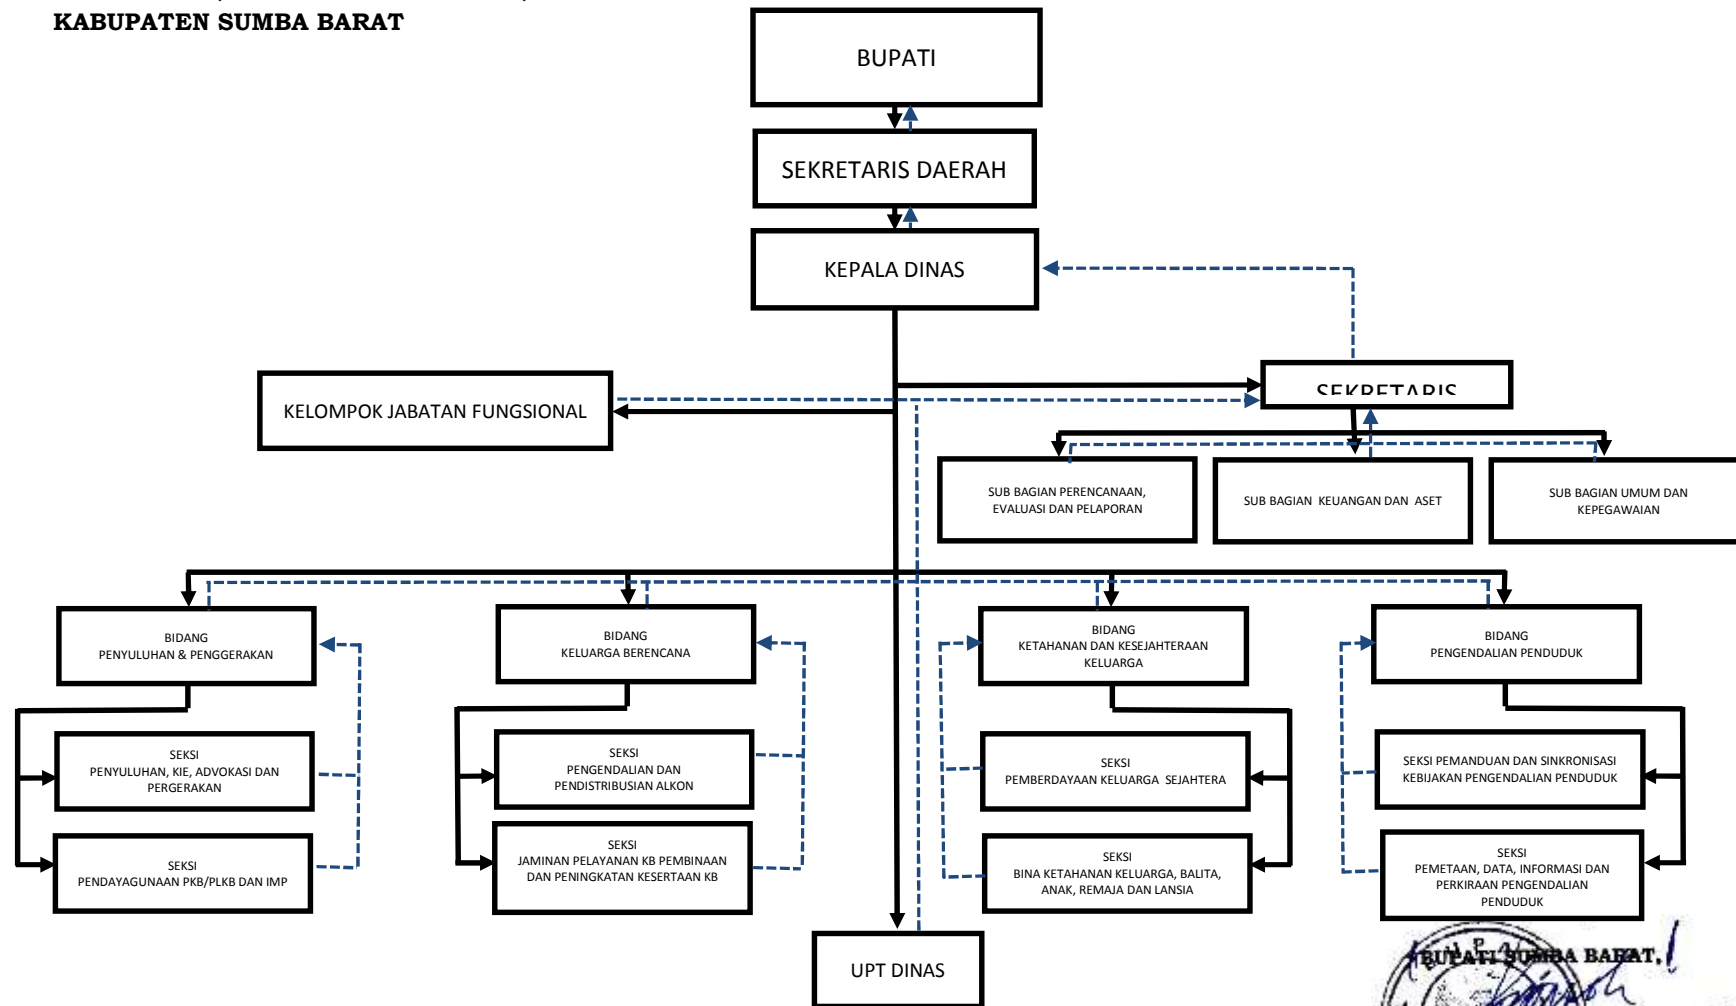 KABUPATEN SUMBA BARAT
BUPATI
SEKRETARIS DAERAH
KEPALA DINAS
KELOMPOK JABATAN FUNGSIONAL
SEKRETARIS
SUB BAGIAN PERENCANAAN,
EVALUASI DAN PELAPORAN
SUB BAGIAN KEUANGAN DAN ASET
SUB BAGIAN UMUM DAN
KEPEGAWAIAN
BIDANG
PENYULUHAN & PENGGERAKAN
BIDANG
KELUARGA BERENCANA
BIDANG
KETAHANAN DAN KESEJAHTERAAN
KELUARGA
BIDANG
PENGENDALIAN PENDUDUK
SEKSI
PENYULUHAN, KIE, ADVOKASI DAN
PERGERAKAN
SEKSI
PENGENDALIAN DAN
PENDISTRIBUSIAN ALKON
SEKSI
PEMBERDAYAAN KELUARGA SEJAHTERA
SEKSI PEMANDUAN DAN SINKRONISASI
KEBIJAKAN PENGENDALIAN PENDUDUK
SEKSI
PENDAYAGUNAAN PKB/PLKB DAN IMP
SEKSI
JAMINAN PELAYANAN KB PEMBINAAN
DAN PENINGKATAN KESERTAAN KB
SEKSI
BINA KETAHANAN KELUARGA, BALITA,
ANAK, REMAJA DAN LANSIA
SEKSI
PEMETAAN, DATA, INFORMASI DAN
PERKIRAAN PENGENDALIAN
PENDUDUK
UPT DINAS
BUPATI SUMBA BARAT,